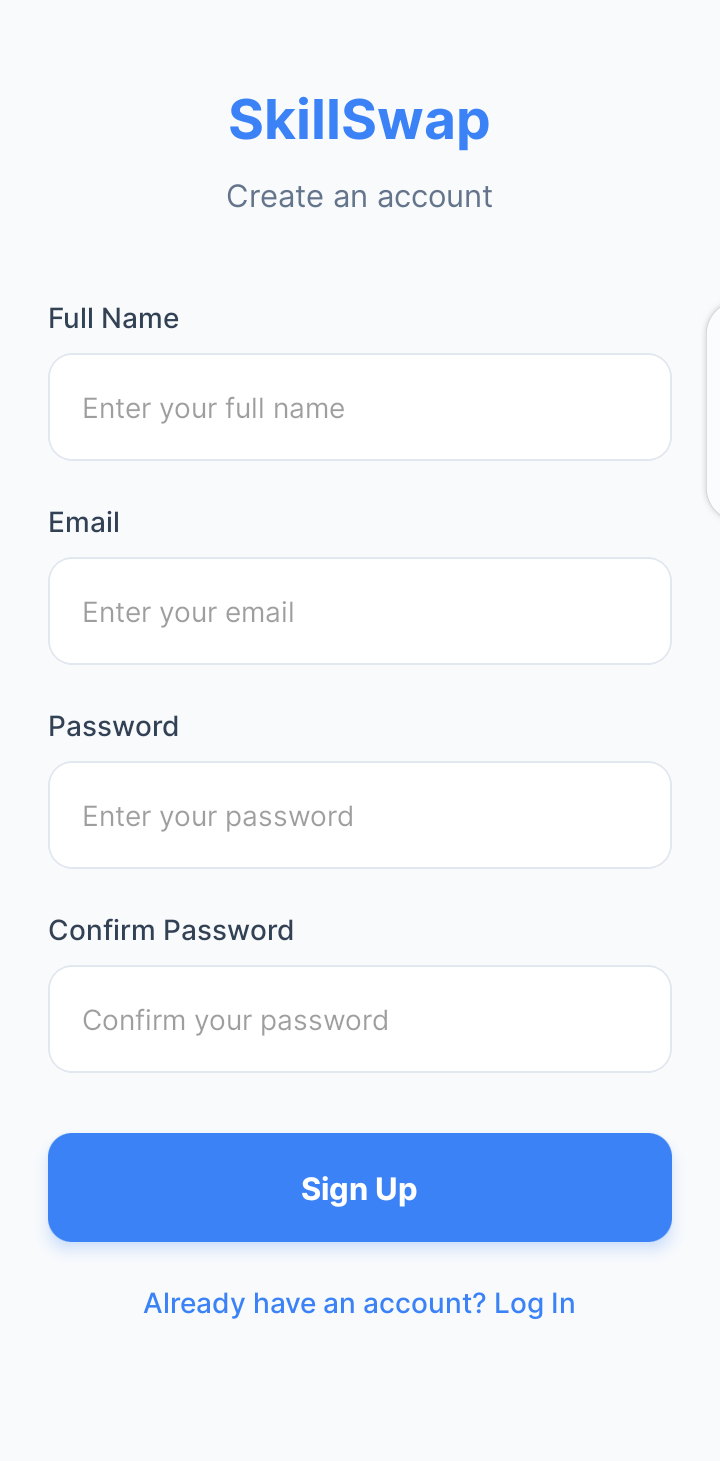 SkillSwap
Create an account
Full Name
Enter your full name
Email
Enter your email
Password
Enter your password
Confirm Password
Confirm your password
Sign Up
Already have an account? Log In